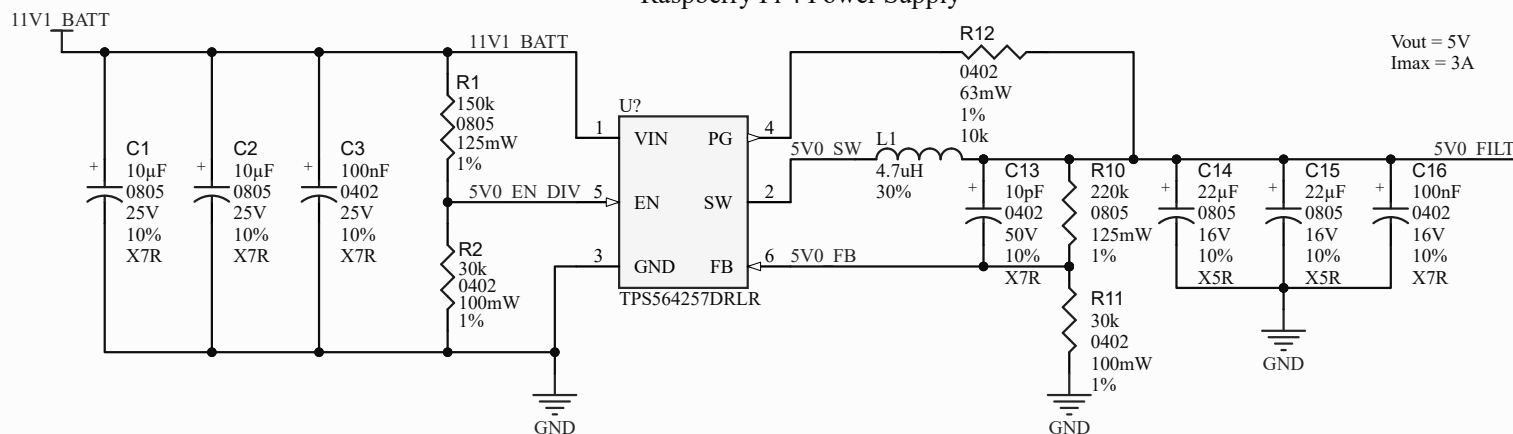 Raspberry Pi 4 Power Supply
11V1_BATT
11V1_BATT
R12
0402
63mW
1%
10k
Vout = 5V
Imax = 3A
R1
150k
0805
125mW
1%
U?
1
VIN
PG
4
5V0_SW
L1
4.7uH
30%
5V0_FILT
+
C1
10µF
0805
25V
10%
X7R
+
C2
10µF
0805
25V
10%
X7R
+
C3
100nF
0402
25V
10%
X7R
5V0_EN_DIV
5
EN
SW
2
+
C13
10pF
0402
50V
10%
X7R
R10
220k
0805
125mW
1%
+
C14
22µF
0805
16V
10%
X5R
+
C15
22µF
0805
16V
10%
X5R
+
C16
100nF
0402
16V
10%
X7R
R2
30k
0402
100mW
1%
3
GND
FB
6
5V0_FB
TPS564257DRLR
R11
30k
0402
100mW
1%
GND
GND
GND